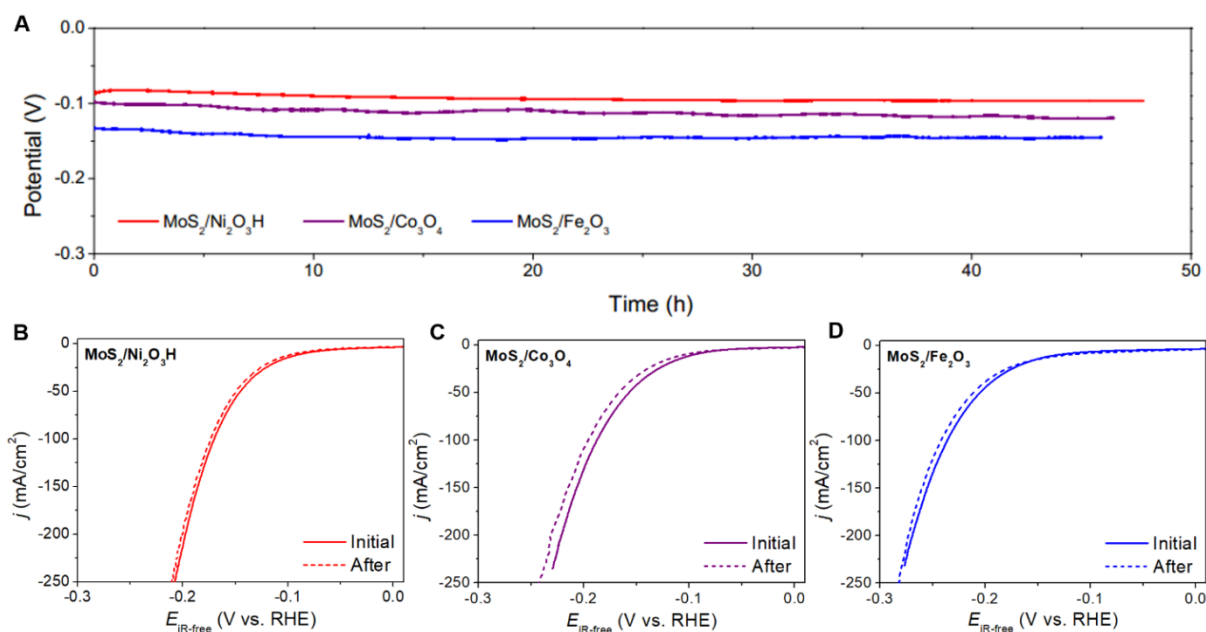 A
0.0
-0.1
-0.2
-0.3
Potential (V)
MoS₂/Ni₂O₃H MoS₂/Co₃O₄ MoS₂/Fe₂O₃
0 10 20 30 40 50
Time (h)
B
MoS₂/Ni₂O₃H
0
-50
-100
-150
-200
-250
j (mA/cm²)
Initial
After
-0.3 -0.2 -0.1 0.0
E_iR-free (V vs. RHE)
C
MoS₂/Co₃O₄
0
-50
-100
-150
-200
-250
j (mA/cm²)
Initial
After
-0.3 -0.2 -0.1 0.0
E_iR-free (V vs. RHE)
D
MoS₂/Fe₂O₃
0
-50
-100
-150
-200
-250
j (mA/cm²)
Initial
After
-0.3 -0.2 -0.1 0.0
E_iR-free (V vs. RHE)